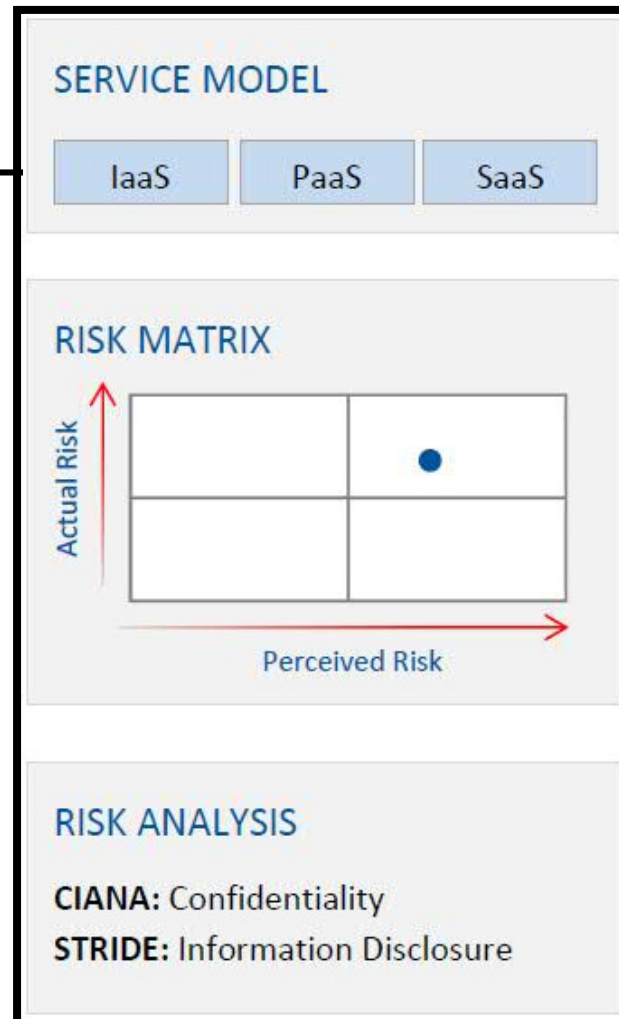 SERVICE MODEL
IaaS PaaS SaaS
RISK MATRIX
Actual Risk
Perceived Risk
RISK ANALYSIS
CIANA: Confidentiality
STRIDE: Information Disclosure